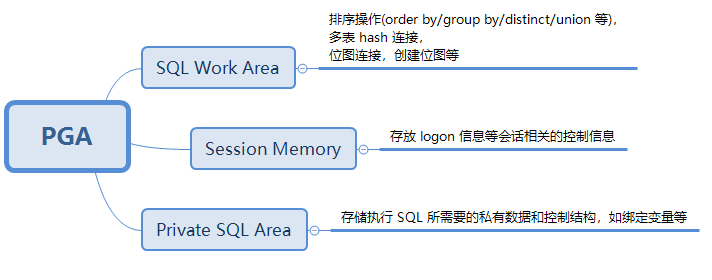 PGA
SQL Work Area
排序操作(order by/group by/distinct/union 等),
多表 hash 连接,
位图连接，创建位图等
Session Memory
存放 logon 信息等会话相关的控制信息
Private SQL Area
存储执行 SQL 所需要的私有数据和控制结构，如绑定变量等